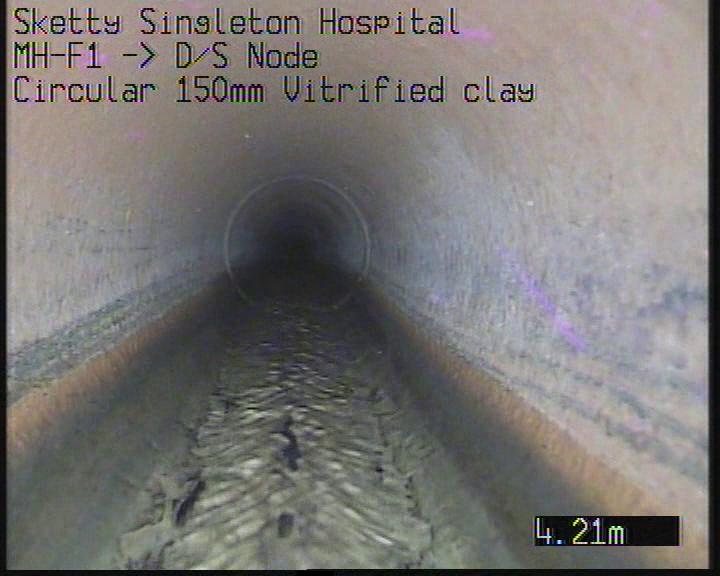 Sketty Singleton Hospital
MH-F1 -> D/S Node
Circular 150mm Vitrified clay
4.21m